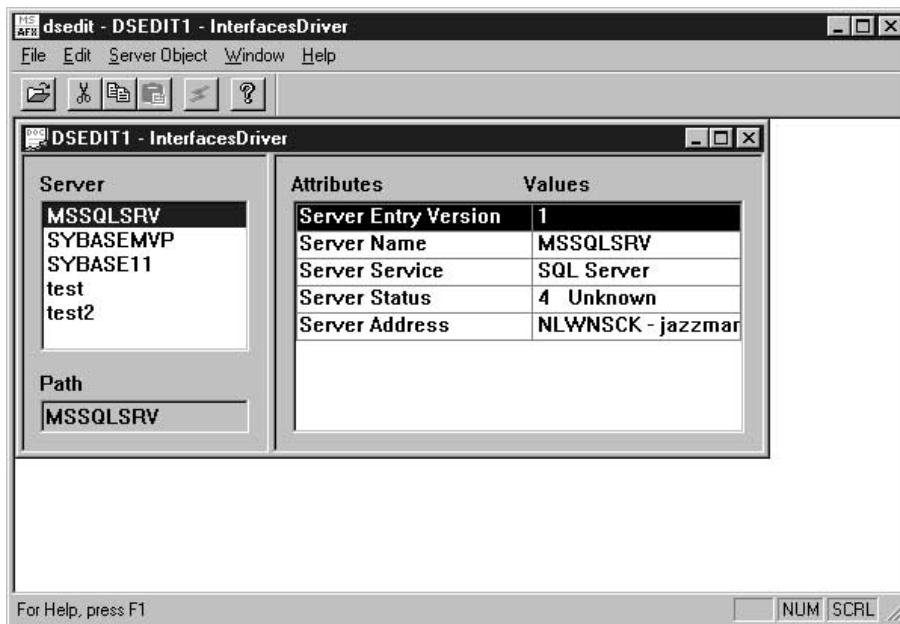 MS
AFX dsedit - DSEDIT1 - InterfacesDriver
File Edit Server Object Window Help
?
DSEDIT1 - InterfacesDriver
Server
MSSQLSRV
SYBASEMVP
SYBASE11
test
test2
Path
MSSQLSRV
Attributes Values
Server Entry Version 1
Server Name MSSQLSRV
Server Service SQL Server
Server Status 4 Unknown
Server Address NLWNSCK - jazzmar
For Help, press F1 NUM SCRL